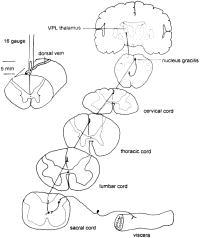 VPL thalamus
16 gauge
dorsal vein
nucleus gracilis
5 mm
cervical cord
thoracic cord
lumbar cord
sacral cord
viscera